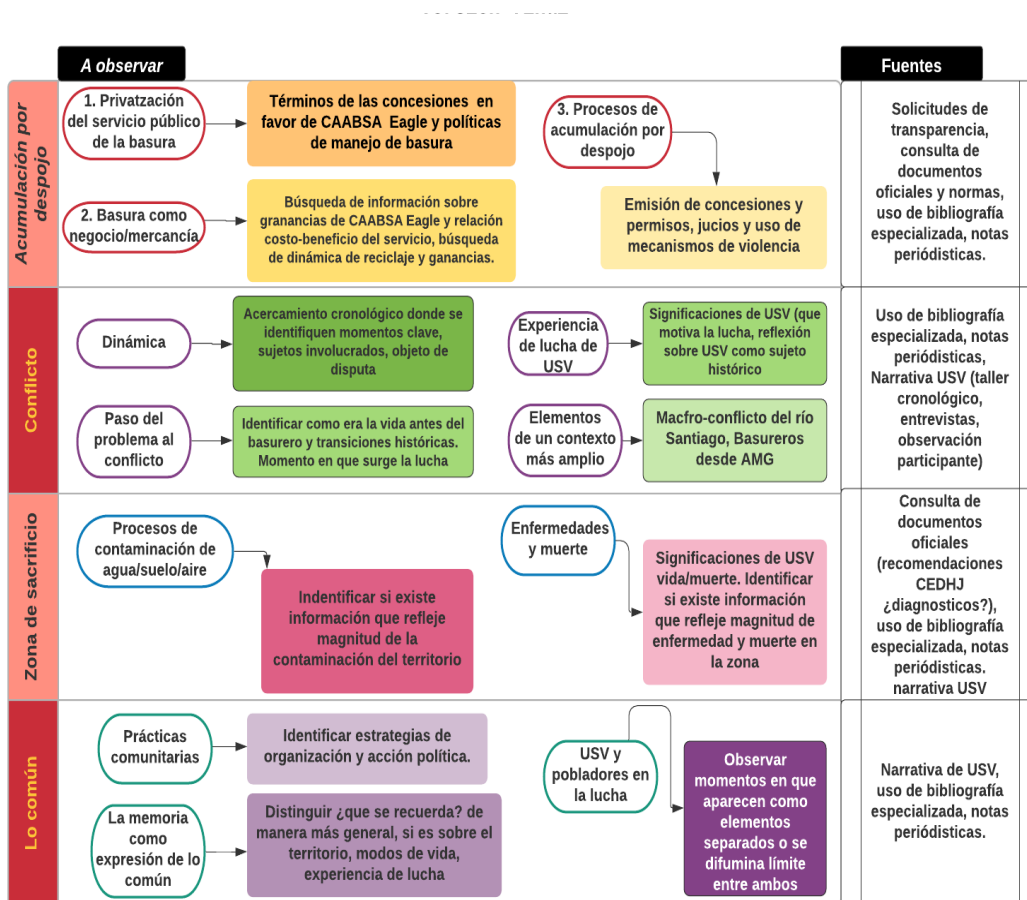 A observar
Fuentes
Acumulación por
despojo
1. Privatzación
del servicio público
de la basura
Términos de las concesiones en
favor de CAABSA Eagle y políticas
de manejo de basura
3. Procesos de
acumulación por
despojo
2. Basura como
negocio/mercancía
Búsqueda de información sobre
granancias de CAABSA Eagle y relación
costo-beneficio del servicio, búsqueda
de dinámica de reciclaje y ganancias.
Emisión de concesiones y
permisos, jucios y uso de
mecanismos de violencia
Solicitudes de
transparencia,
consulta de
documentos
oficiales y normas,
uso de bibliografía
especializada, notas
periódisticas.
Conflicto
Dinámica
Acercamiento cronológico donde se
identifiquen momentos clave,
sujetos involucrados, objeto de
disputa
Experiencia
de lucha de
USV
Significaciones de USV (que
motiva la lucha, reflexión
sobre USV como sujeto
histórico
Paso del
problema al
conflicto
Identificar como era la vida antes del
basurero y transiciones históricas.
Momento en que surge la lucha
Elementos
de un contexto
más amplio
Macfro-conflicto del río
Santiago, Basureros
desde AMG
Uso de bibliografía
especializada, notas
periódisticas,
Narrativa USV (taller
cronológico,
entrevistas,
observación
participante)
Zona de sacrificio
Procesos de
contaminación de
agua/suelo/aire
Indentificar si existe
información que refleje
magnitud de la
contaminación del territorio
Enfermedades
y muerte
Significaciones de USV
vida/muerte. Identificar
si existe información
que refleje magnitud de
enfermedad y muerte en
la zona
Consulta de
documentos
oficiales
(recomendaciones
CEDHJ
¿diagnosticos?),
uso de bibliografía
especializada, notas
periódisticas.
narrativa USV
Lo común
Prácticas
comunitarias
Identificar estrategias de
organización y acción política.
USV y
pobladores en
la lucha
Observar
momentos en que
aparecen como
elementos
separados o se
difumina límite
entre ambos
La memoria
como
expresión de lo
común
Distinguir ¿que se recuerda? de
manera más general, si es sobre el
territorio, modos de vida,
experiencia de lucha
Narrativa de USV,
uso de bibliografía
especializada, notas
periódisticas.